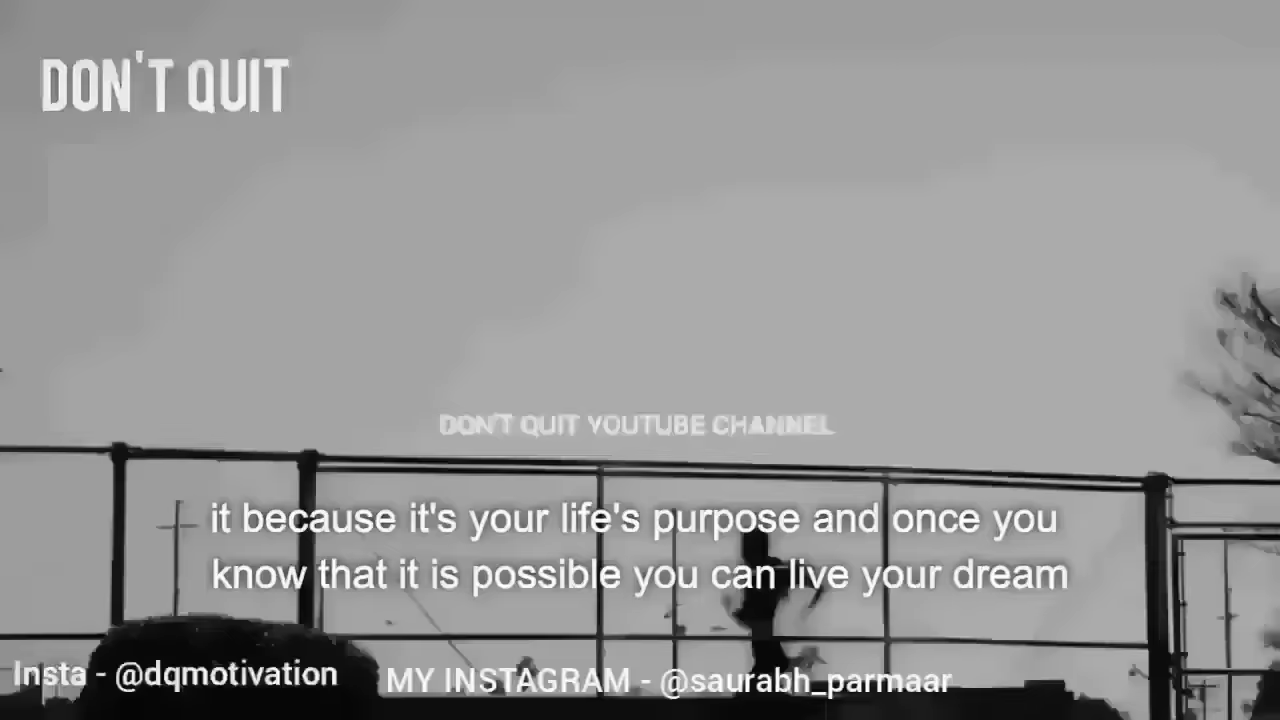 DON'T QUIT
DON'T QUIT YOUTUBE CHANNEL
it because it's your life's purpose and once you
know that it is possible you can live your dream
Insta - @dqmotivation
MY INSTAGRAM - @saurabh_parmaar